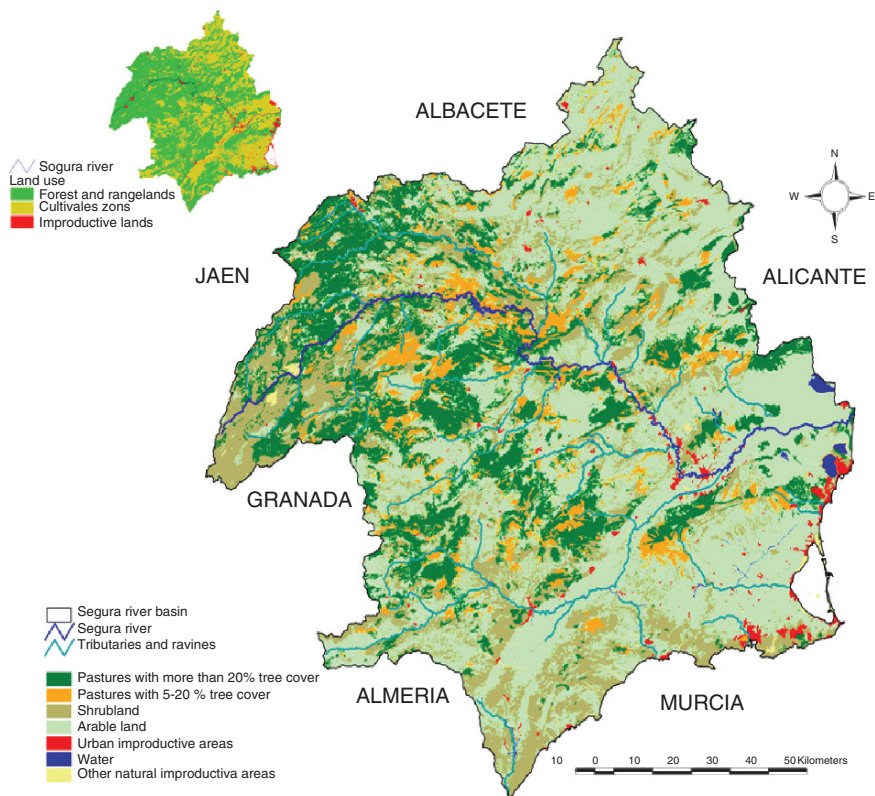 Sogura river
Land use
Forest and rangelands
Cultivales zons
Improductive lands
ALBACETE
N
W E
S
JAEN
ALICANTE
GRANADA
ALMERIA
MURCIA
Segura river basin
Segura river
Tributaries and ravines
Pastures with more than 20% tree cover
Pastures with 5-20 % tree cover
Shrubland
Arable land
Urban improductive areas
Water
Other natural improductiva areas
10 0 10 20 30 40 50 Kilometers